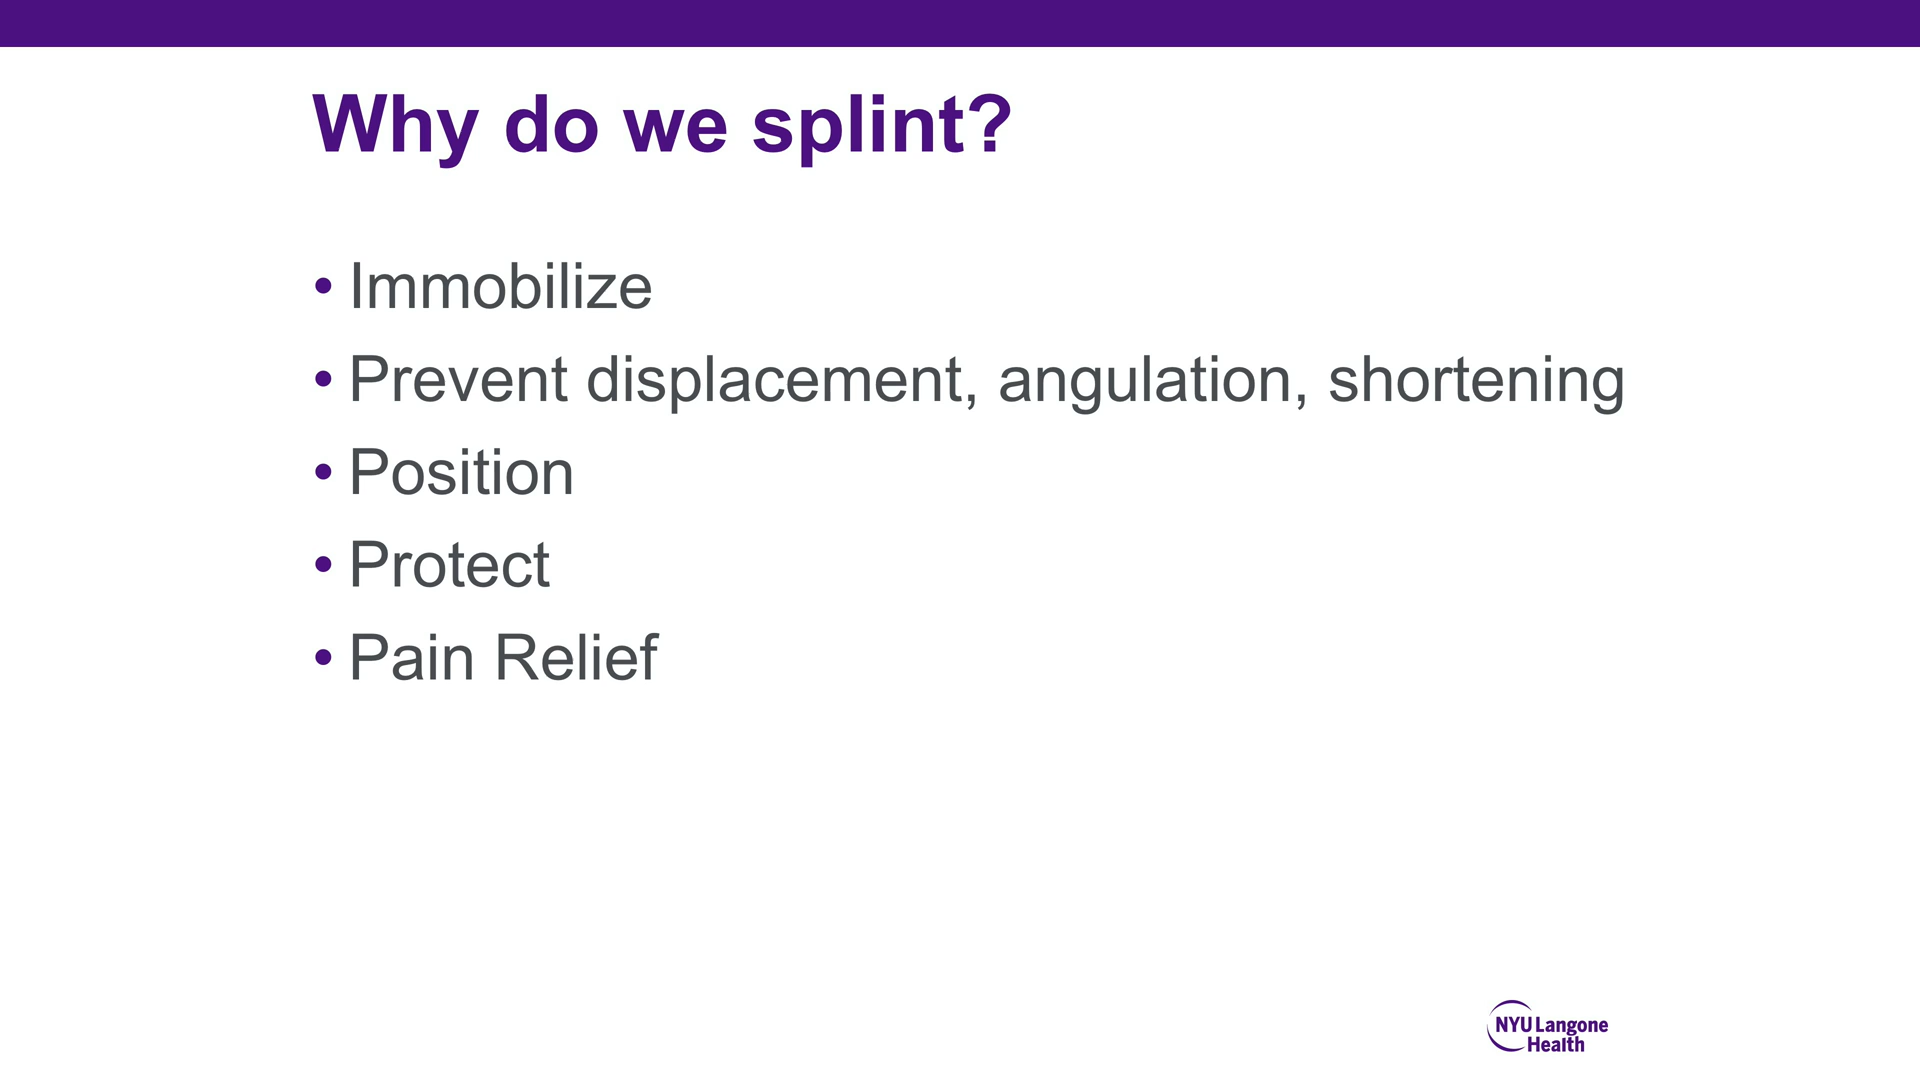 Why do we splint?
• Immobilize
• Prevent displacement, angulation, shortening
• Position
• Protect
• Pain Relief
NYU Langone
Health